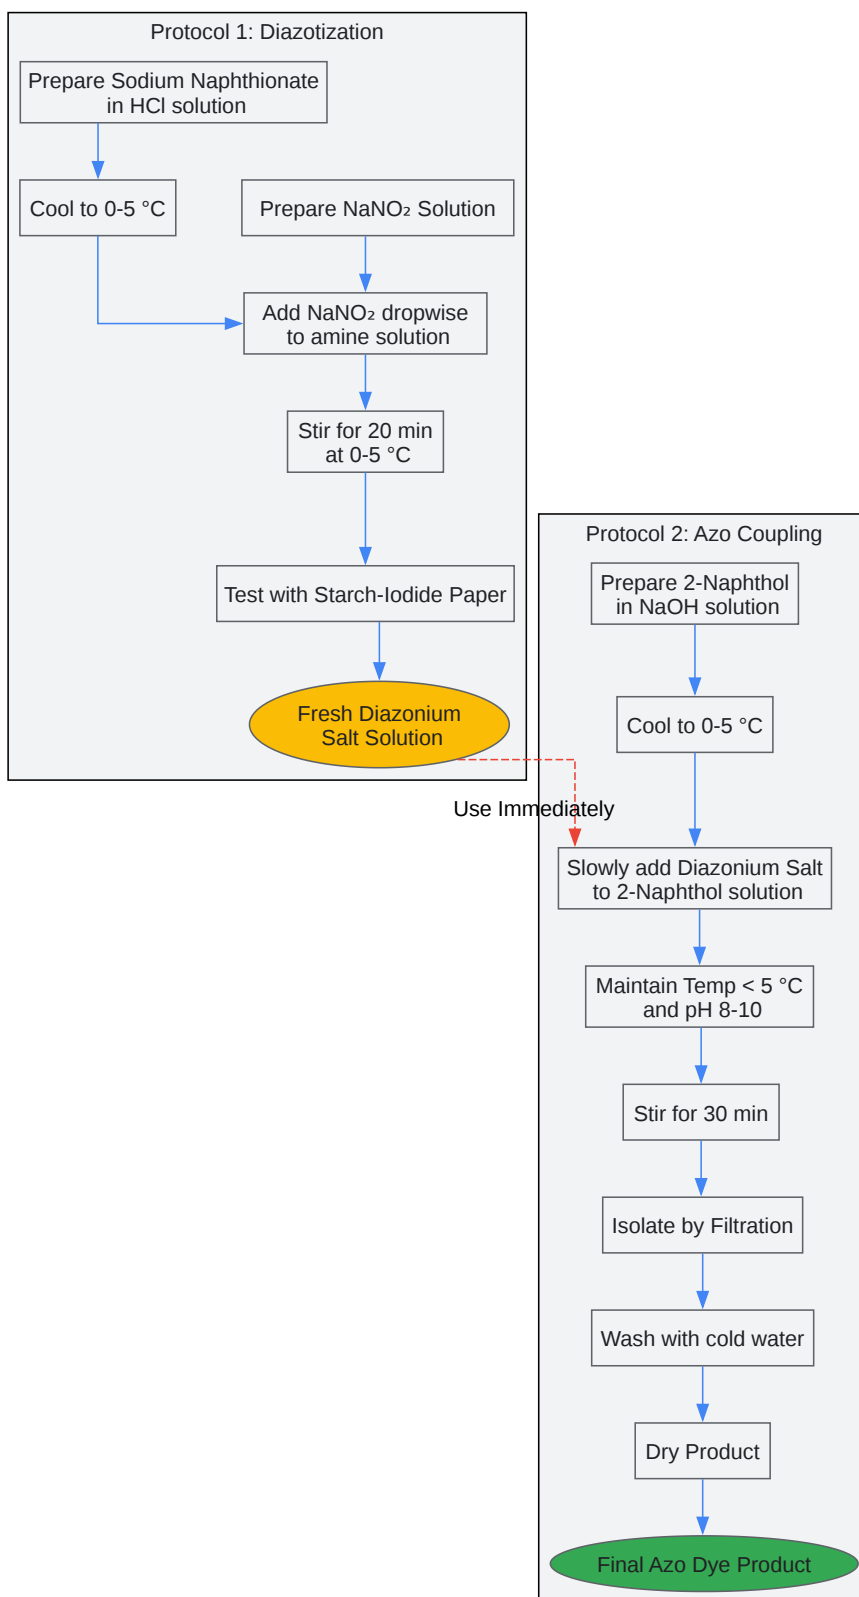 Protocol 1: Diazotization
Prepare Sodium Naphthionate
in HCl solution
Cool to 0-5 °C
Prepare NaNO₂ Solution
Add NaNO₂ dropwise
to amine solution
Stir for 20 min
at 0-5 °C
Test with Starch-Iodide Paper
Fresh Diazonium
Salt Solution
Use Immediately
Protocol 2: Azo Coupling
Prepare 2-Naphthol
in NaOH solution
Cool to 0-5 °C
Slowly add Diazonium Salt
to 2-Naphthol solution
Maintain Temp < 5 °C
and pH 8-10
Stir for 30 min
Isolate by Filtration
Wash with cold water
Dry Product
Final Azo Dye Product